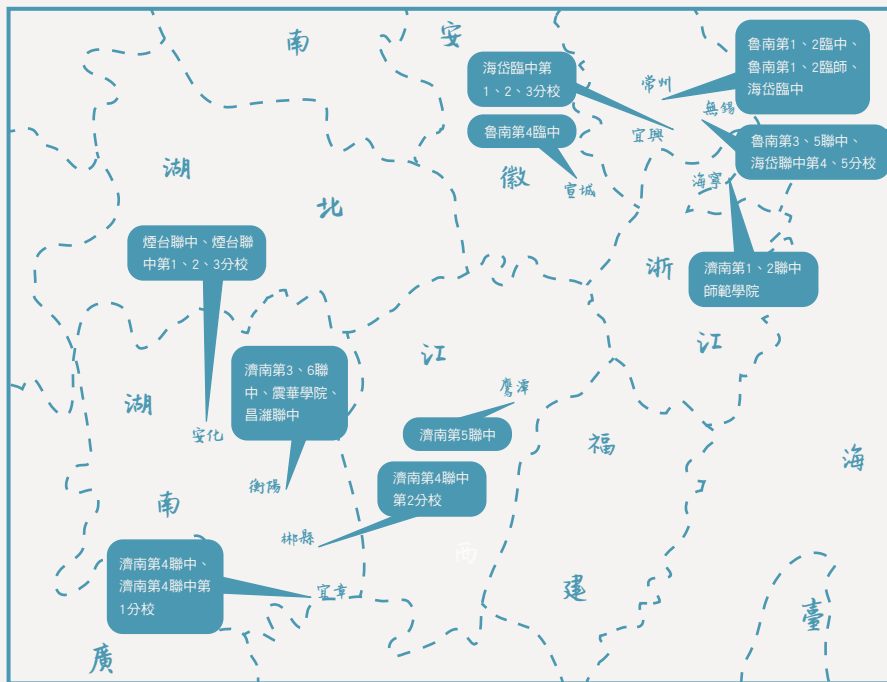 南
安
海岱臨中第
1、2、3分校
常州
魯南第1、2臨中、
魯南第1、2臨師、
海岱臨中
無錫
魯南第4臨中
宜興
魯南第3、5聯中、
海岱聯中第4、5分校
湖
徽
宣城
海寧
北
煙台聯中、煙台聯
中第1、2、3分校
浙
濟南第1、2聯中
師範學院
江
江
濟南第3、6聯
中、震華學院、
昌濰聯中
鷹潭
湖
安化
濟南第5聯中
福
海
衡陽
濟南第4聯中
第2分校
南
郴縣
西
濟南第4聯中、
濟南第4聯中第
1分校
宜章
建
臺
廣